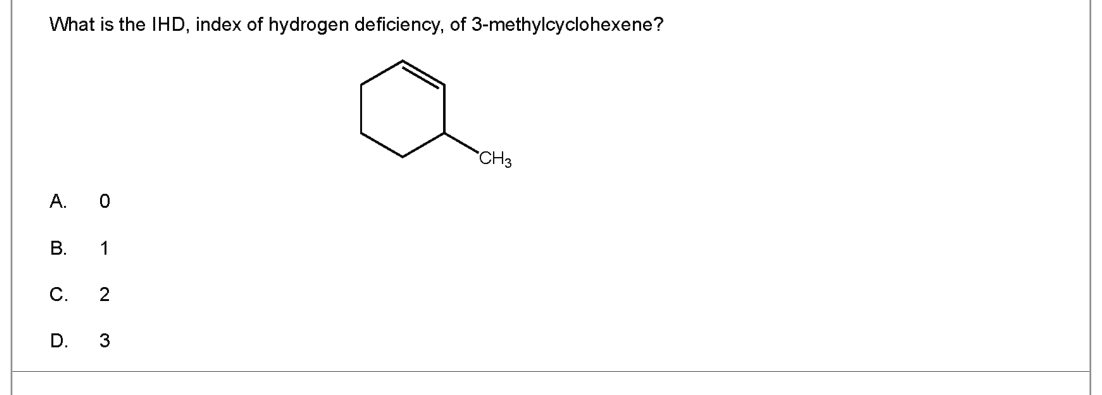 What is the IHD, index of hydrogen deficiency, of 3-methylcyclohexene?
CH3
A. 0
B. 1
C. 2
D. 3